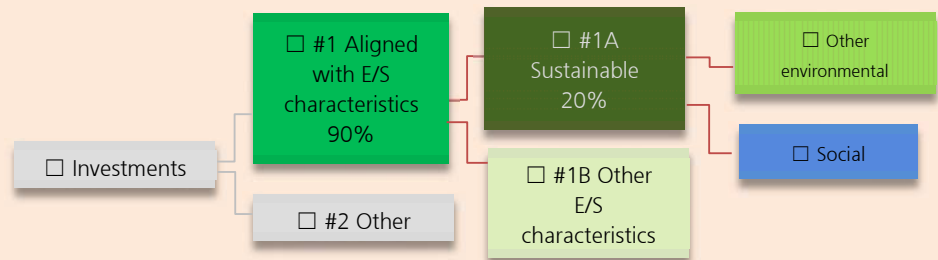 ☐ #1 Aligned
with E/S
characteristics
90%
☐ #1A
Sustainable
20%
☐ Other
environmental
☐ Social
☐ Investments
☐ #1B Other
E/S
characteristics
☐ #2 Other